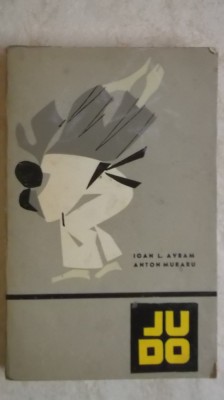 IOAN L. AVRAM
ANTON MURARU
JU
DO